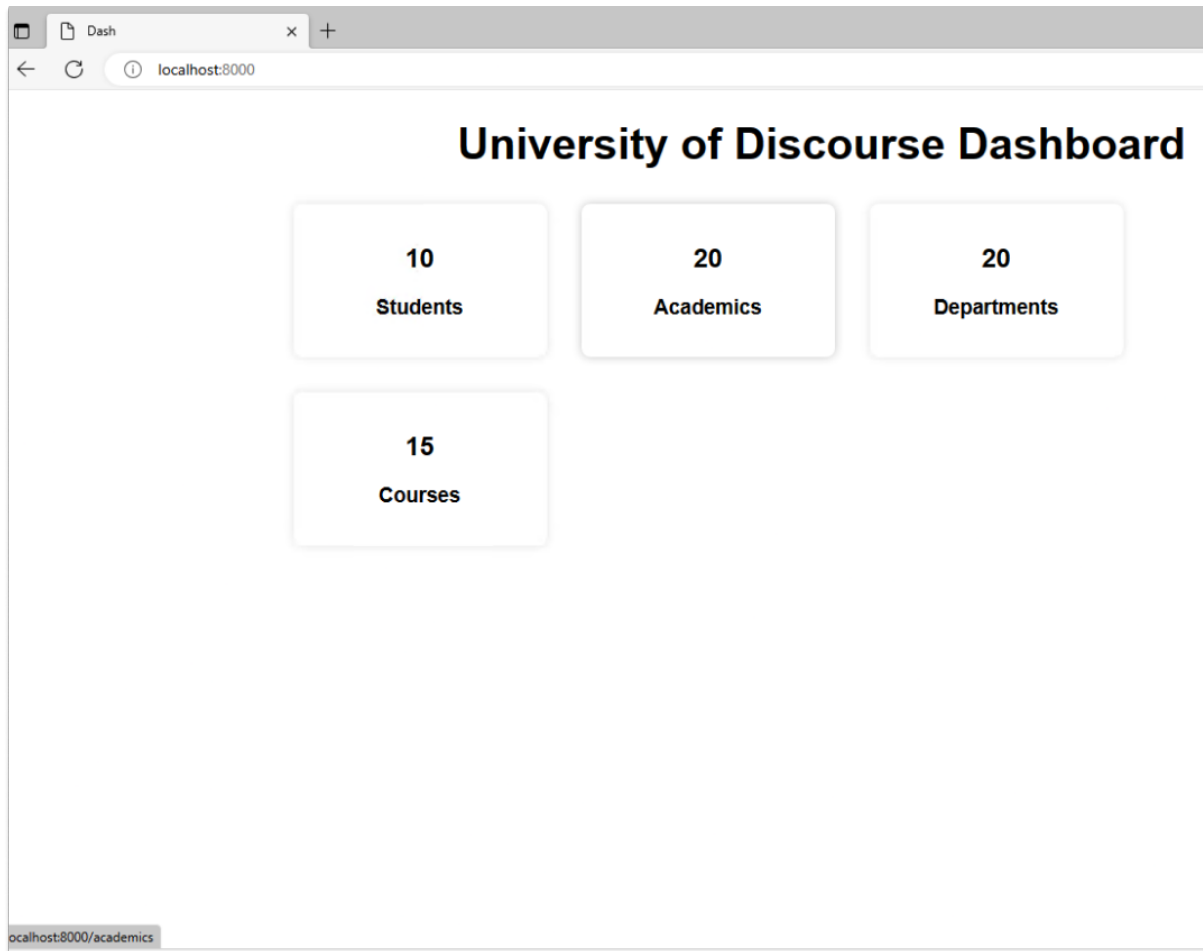 Dash
localhost:8000
University of Discourse Dashboard
10
Students
20
Academics
20
Departments
15
Courses
ocalhost:8000/academics